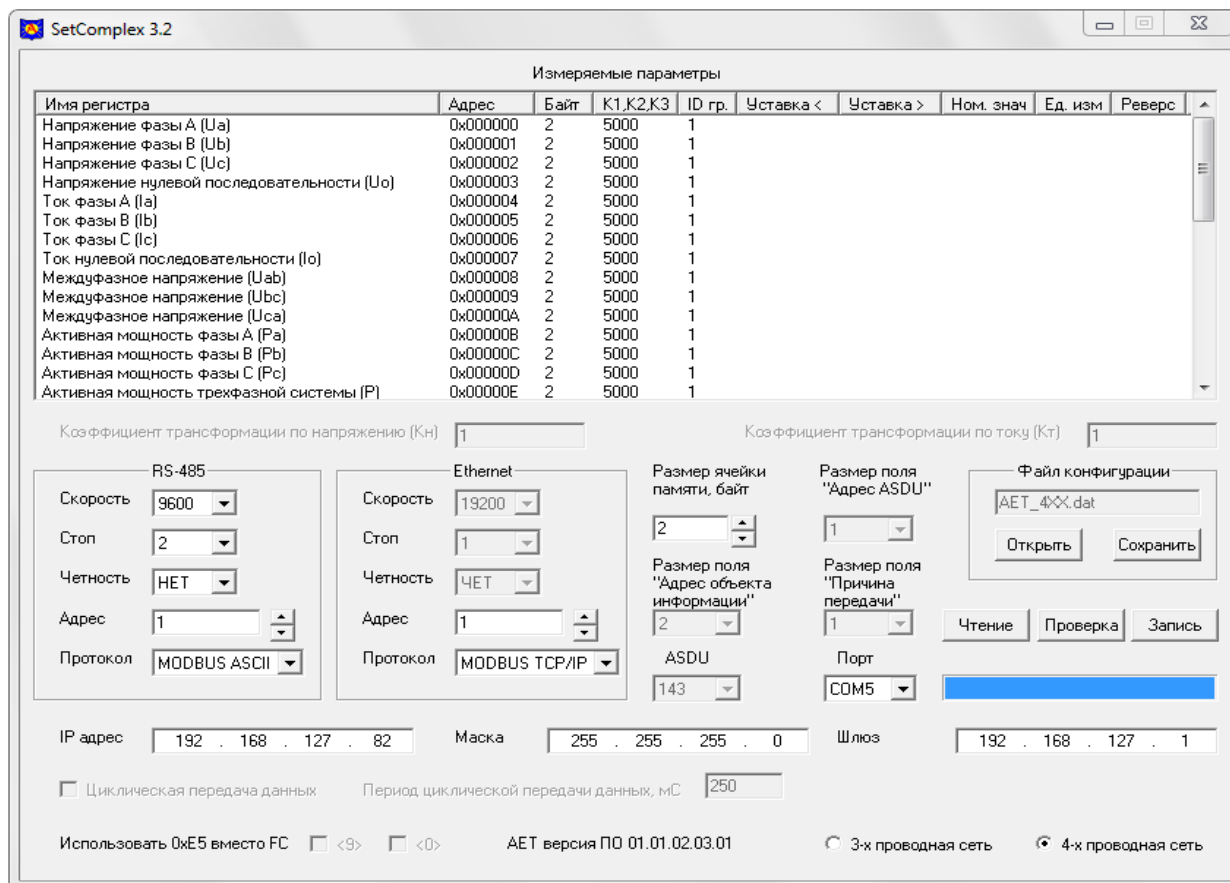 SetComplex 3.2
Измеряемые параметры
Имя регистра Адрес Байт K1,K2,K3 ID гр. Уставка < Уставка > Ном. знач Ед. изм Реверс
Напряжение фазы A (Ua) 0x000000 2 5000 1
Напряжение фазы B (Ub) 0x000001 2 5000 1
Напряжение фазы C (Uc) 0x000002 2 5000 1
Напряжение нулевой последовательности (Uo) 0x000003 2 5000 1
Ток фазы A (Ia) 0x000004 2 5000 1
Ток фазы B (Ib) 0x000005 2 5000 1
Ток фазы C (Ic) 0x000006 2 5000 1
Ток нулевой последовательности (Io) 0x000007 2 5000 1
Междуфазное напряжение (Uab) 0x000008 2 5000 1
Междуфазное напряжение (Ubc) 0x000009 2 5000 1
Междуфазное напряжение (Uca) 0x00000A 2 5000 1
Активная мощность фазы A (Pa) 0x00000B 2 5000 1
Активная мощность фазы B (Pb) 0x00000C 2 5000 1
Активная мощность фазы C (Pc) 0x00000D 2 5000 1
Активная мощность трехфазной системы (P) 0x00000E 2 5000 1
Коэффициент трансформации по напряжению (Кн) 1 Коэффициент трансформации по току (Кт) 1
RS-485
Скорость 9600
Стоп 2
Четность НЕТ
Адрес 1
Протокол MODBUS ASCII
Ethernet
Скорость 19200
Стоп 1
Четность ЧЕТ
Адрес 1
Протокол MODBUS TCP/IP
Размер ячейки
памяти, байт
2
Размер поля
"Адрес ASDU"
1
Размер поля
"Адрес объекта
информации"
2
Размер поля
"Причина
передачи"
1
ASDU
143
Порт
COM5
Файл конфигурации
AET_4XX.dat
Открыть Сохранить
Чтение Проверка Запись
IP адрес 192 . 168 . 127 . 82 Маска 255 . 255 . 255 . 0 Шлюз 192 . 168 . 127 . 1
Циклическая передача данных Период циклической передачи данных, мС 250
Использовать 0xE5 вместо FC <9> <0> AET версия ПО 01.01.02.03.01 3-х проводная сеть 4-х проводная сеть